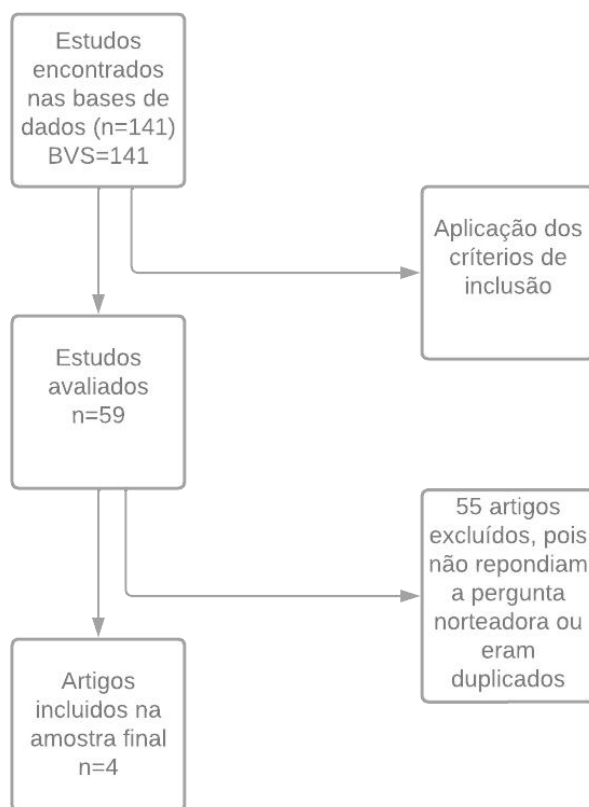 Estudos
encontrados
nas bases de
dados (n=141)
BVS=141
Aplicação dos
críterios de
inclusão
Estudos
avaliados
n=59
55 artigos
excluídos, pois
não repondiam
a pergunta
norteadora ou
eram
duplicados
Artigos
incluidos na
amostra final
n=4